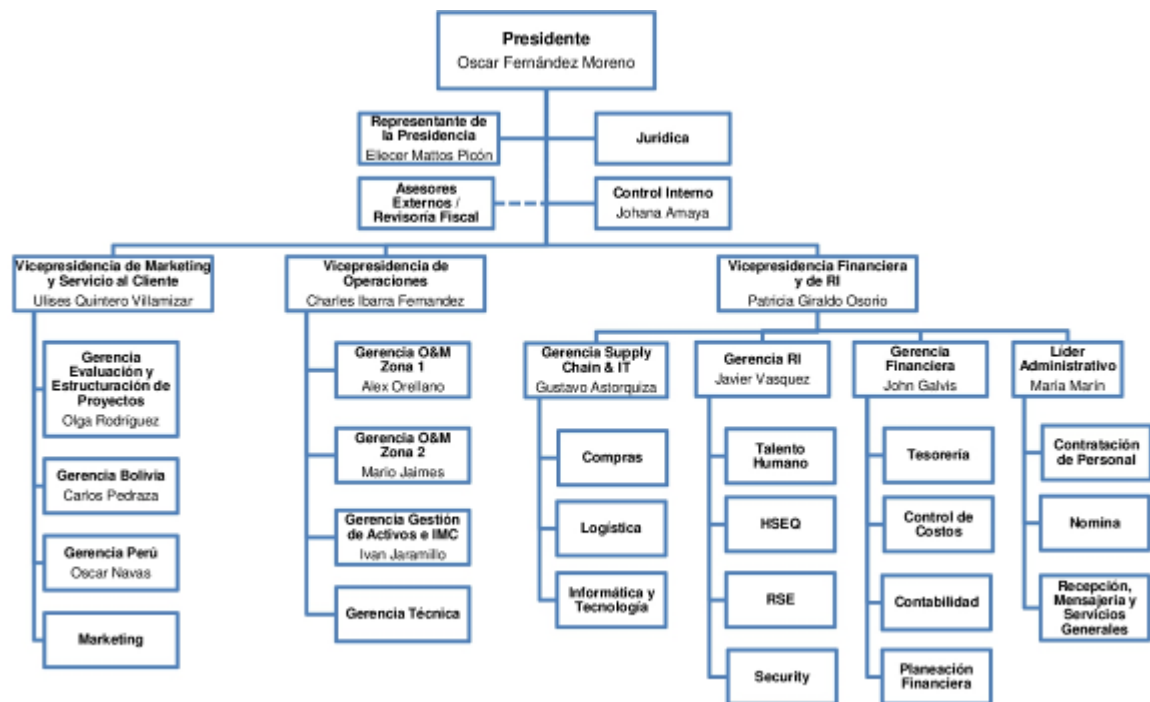 Presidente
Oscar Fernández Moreno
Representante de
la Presidencia
Eliecer Mattos Picón
Jurídica
Asesores
Externos /
Revisoría Fiscal
Control Interno
Johana Amaya
Vicepresidencia de Marketing
y Servicio al Cliente
Ulises Quintero Villamizar
Vicepresidencia de
Operaciones
Charles Ibarra Fernandez
Vicepresidencia Financiera
y de RI
Patricia Giraldo Osorio
Gerencia
Evaluación y
Estructuración de
Proyectos
Olga Rodríguez
Gerencia Bolivia
Carlos Pedraza
Gerencia Perú
Oscar Navas
Marketing
Gerencia O&M
Zona 1
Alex Orellano
Gerencia O&M
Zona 2
Mario Jaimes
Gerencia Gestión
de Activos e IMC
Ivan Jaramillo
Gerencia Técnica
Gerencia Supply
Chain & IT
Gustavo Astorquiza
Compras
Logística
Informática y
Tecnología
Gerencia RI
Javier Vasquez
Talento
Humano
HSEQ
RSE
Security
Gerencia
Financiera
John Galvis
Tesorería
Control de
Costos
Contabilidad
Planeación
Financiera
Líder
Administrativo
María Marín
Contratación
de Personal
Nomina
Recepción,
Mensajería y
Servicios
Generales